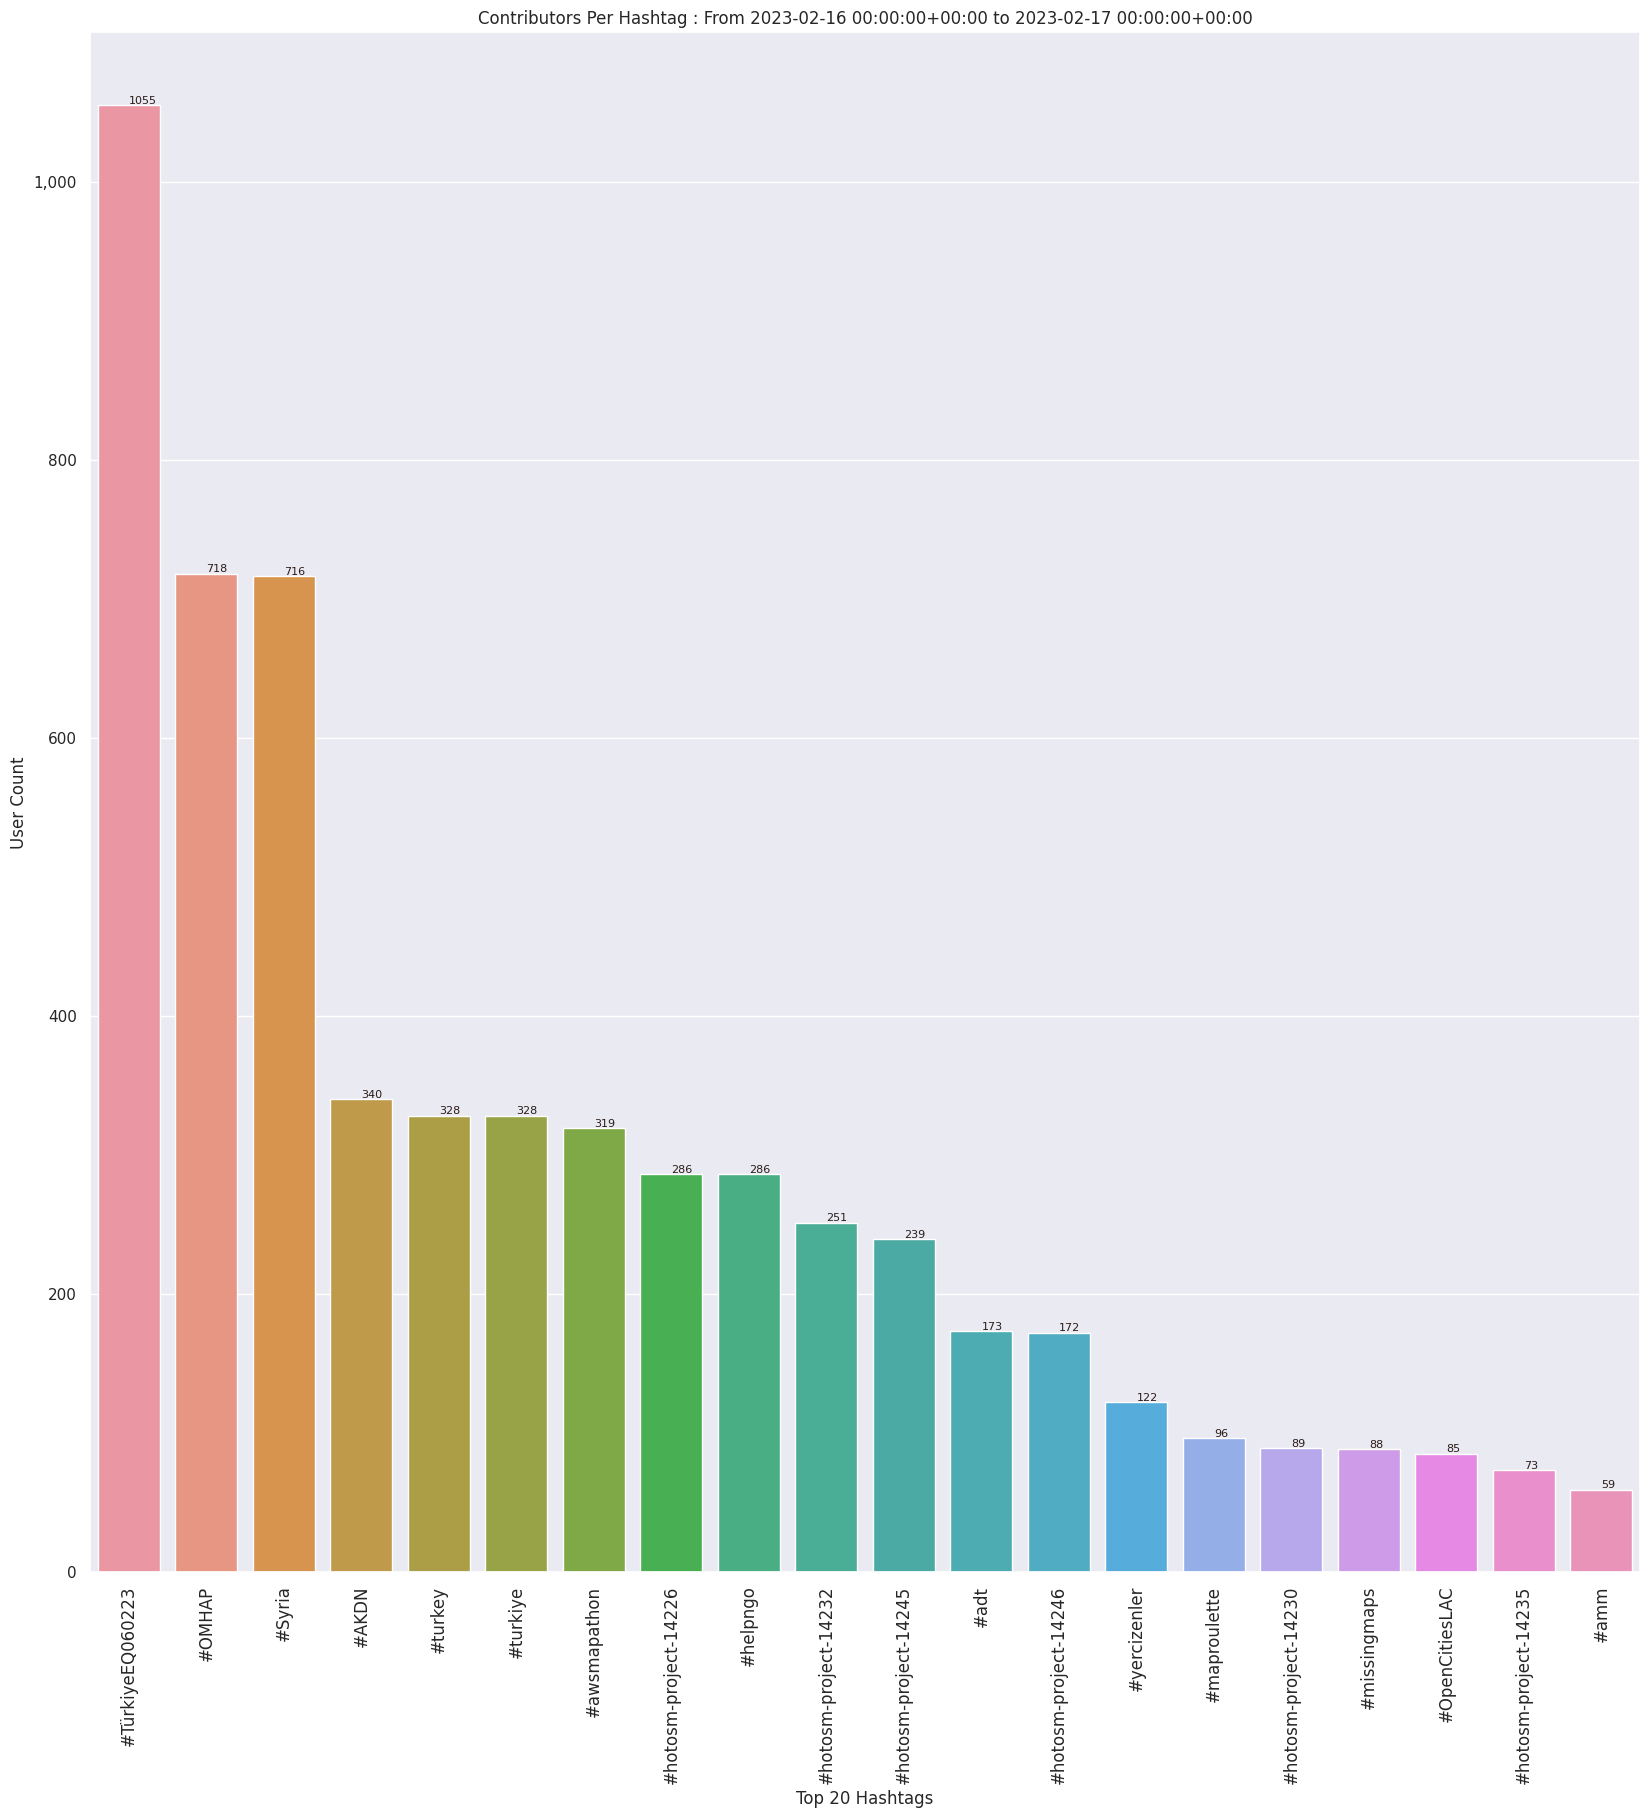 Contributors Per Hashtag : From 2023-02-16 00:00:00+00:00 to 2023-02-17 00:00:00+00:00
User Count
1,000
800
600
400
200
0
1055
718
716
340
328
328
319
286
286
251
239
173
172
122
96
89
88
85
73
59
#TürkiyeEQ060223
#OMHAP
#Syria
#AKDN
#turkey
#turkiye
#awsmapathon
#hotosm-project-14226
#helpngo
#hotosm-project-14232
#hotosm-project-14245
#adt
#hotosm-project-14246
#yercizenler
#maproulette
#hotosm-project-14230
#missingmaps
#OpenCitiesLAC
#hotosm-project-14235
#amm
Top 20 Hashtags